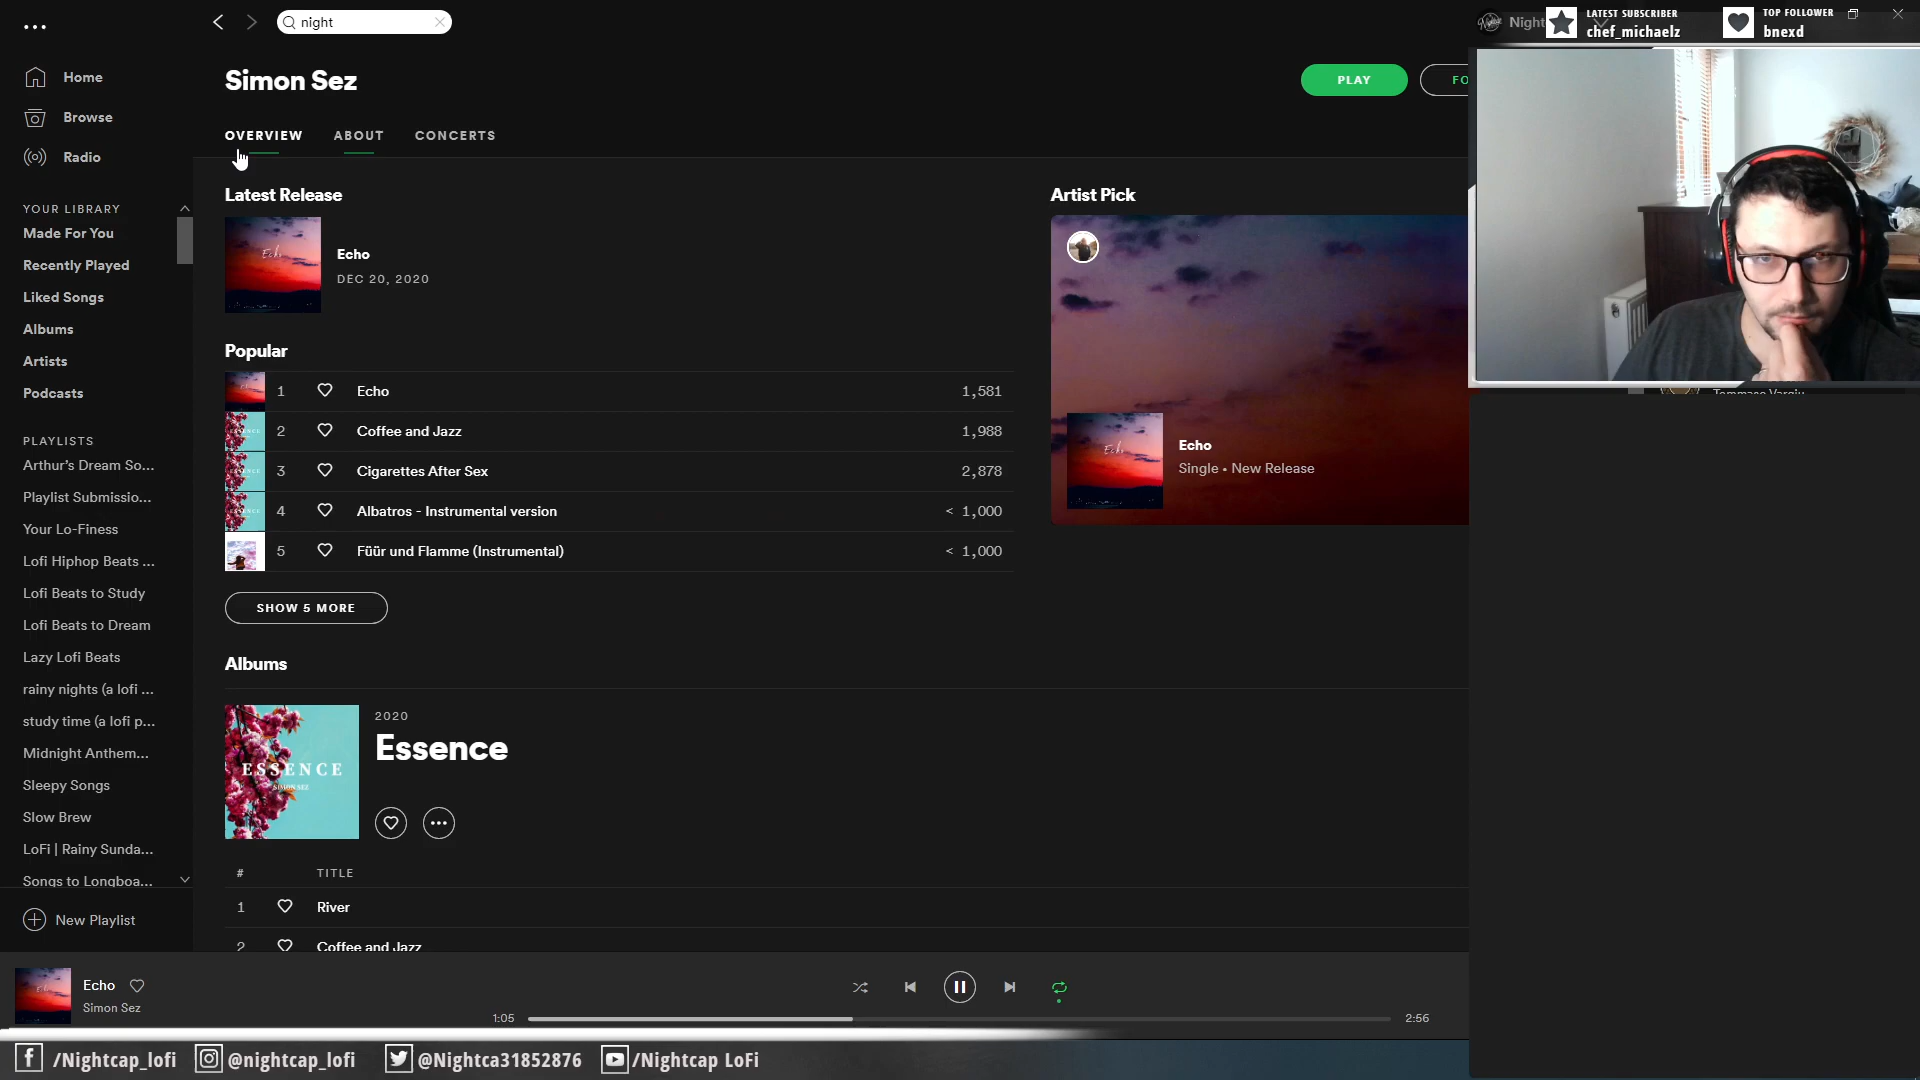 night
Night
LATEST SUBSCRIBER
chef_michaelz
TOP FOLLOWER
bnexd
Home
Browse
Radio
YOUR LIBRARY
Made For You
Recently Played
Liked Songs
Albums
Artists
Podcasts
PLAYLISTS
Arthur's Dream So...
Playlist Submissio...
Your Lo-Finess
Lofi Hiphop Beats ...
Lofi Beats to Study
Lofi Beats to Dream
Lazy Lofi Beats
rainy nights (a lofi ...
study time (a lofi p...
Midnight Anthem...
Sleepy Songs
Slow Brew
LoFi | Rainy Sunda...
Songs to Longboa...
New Playlist
Simon Sez
PLAY
FO
OVERVIEW ABOUT CONCERTS
Latest Release
Echo
Echo
DEC 20, 2020
Popular
1 Echo 1,581
2 Coffee and Jazz 1,988
3 Cigarettes After Sex 2,878
4 Albatros - Instrumental version < 1,000
5 Füür und Flamme (Instrumental) < 1,000
SHOW 5 MORE
Artist Pick
Echo
Echo
Single • New Release
Albums
ESSENCE
SIMON SEZ
2020
Essence
# TITLE
1 River
2 Coffee and Jazz
Echo
Simon Sez
1:05
2:56
/Nightcap_lofi @nightcap_lofi @Nightca31852876 /Nightcap LoFi